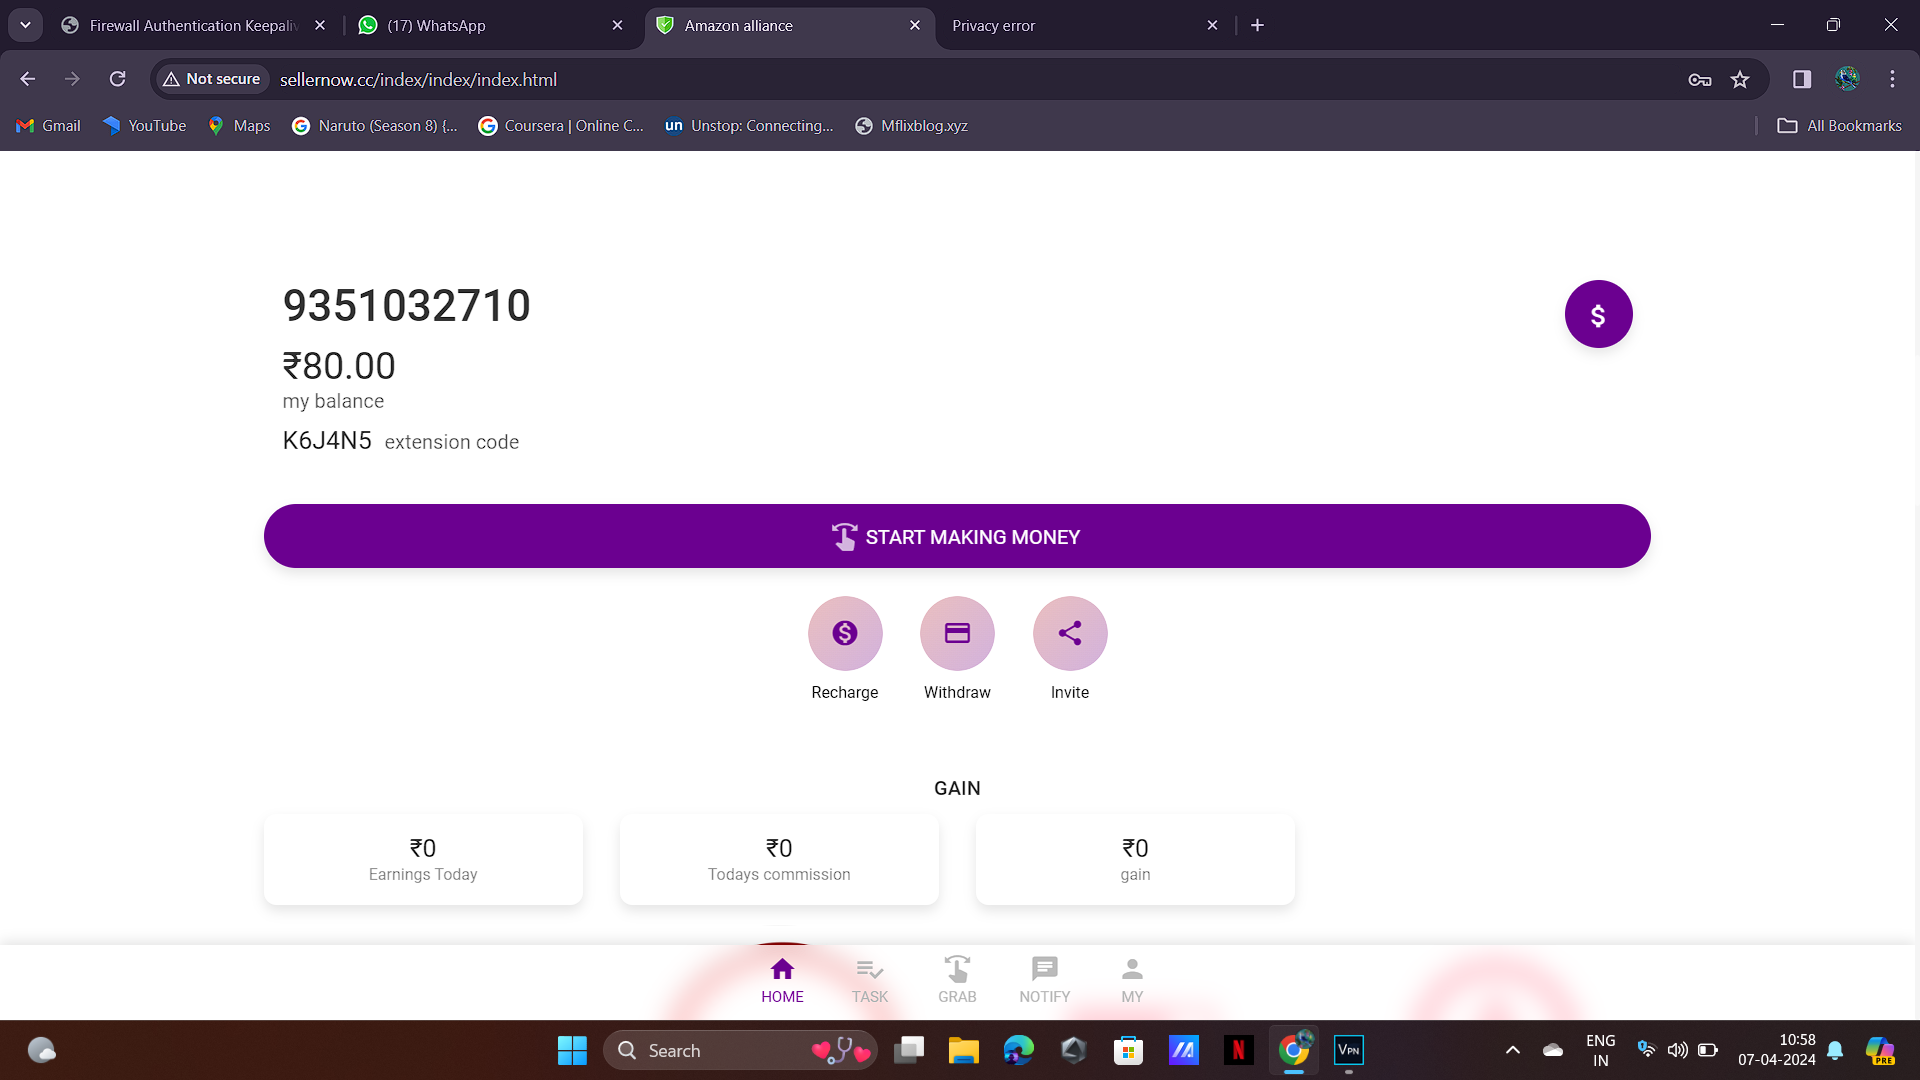 Firewall Authentication Keepaliv
(17) WhatsApp
Amazon alliance
Privacy error
Not secure
sellernow.cc/index/index/index.html
Gmail
YouTube
Maps
Naruto (Season 8) {...
Coursera | Online C...
un Unstop: Connecting...
Mflixblog.xyz
All Bookmarks
9351032710
$
₹80.00
my balance
K6J4N5 extension code
START MAKING MONEY
Recharge
Withdraw
Invite
GAIN
₹0
Earnings Today
₹0
Todays commission
₹0
gain
HOME
TASK
GRAB
NOTIFY
MY
Search
N
VPN
ENG
IN
10:58
07-04-2024
PRE